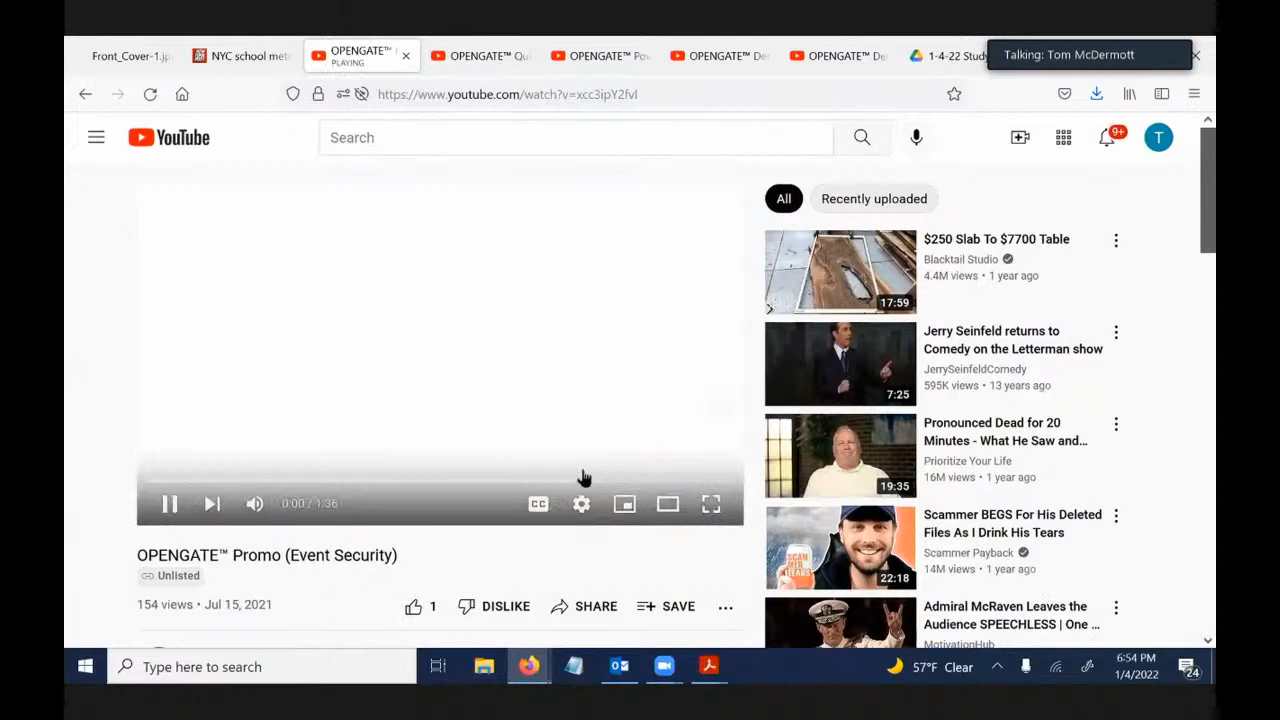 Front_Cover-1.jp
NYC school met
OPENGATE™
PLAYING
OPENGATE™ Qui
OPENGATE™ Pov
OPENGATE™ Der
OPENGATE™ De
1-4-22 Study
Talking: Tom McDermott
https://www.youtube.com/watch?v=xcc3ipY2fvI
YouTube
Search
9+
T
All
Recently uploaded
$250 Slab To $7700 Table
Blacktail Studio
4.4M views • 1 year ago
17:59
Jerry Seinfeld returns to
Comedy on the Letterman show
JerrySeinfeldComedy
595K views • 13 years ago
7:25
Pronounced Dead for 20
Minutes - What He Saw and...
Prioritize Your Life
16M views • 1 year ago
19:35
Scammer BEGS For His Deleted
Files As I Drink His Tears
Scammer Payback
14M views • 1 year ago
SCAM
MER
TEARS
22:18
Admiral McRaven Leaves the
Audience SPEECHLESS | One ...
MotivationHub
0:00 / 1:36
CC
OPENGATE™ Promo (Event Security)
Unlisted
154 views • Jul 15, 2021
1
DISLIKE
SHARE
SAVE
Type here to search
57°F Clear
6:54 PM
1/4/2022
24